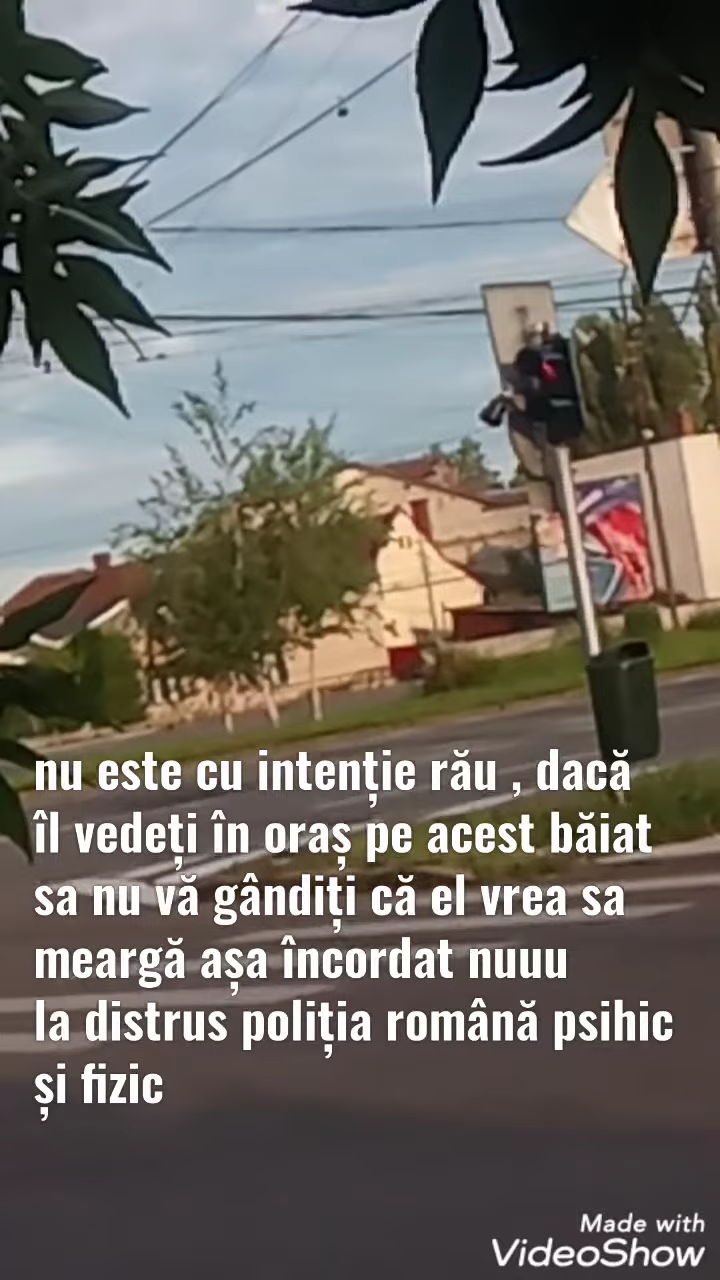 nu este cu intenție rău , dacă
îl vedeți în oraș pe acest băiat
sa nu vă gândiți că el vrea sa
meargă așa încordat nuuu
la distrus poliția română psihic
și fizic
Made with
VideoShow